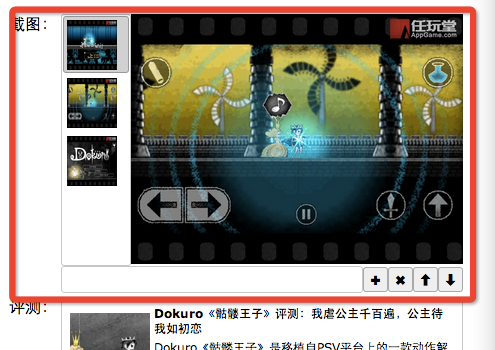 截图：
任玩堂
AppGame.com
Dokuro
评测：
Dokuro《骷髅王子》评测：我虐公主千百遍，公主待
我如初恋
Dokuro《骷髅王子》是移植自PSV平台上的一款动作解